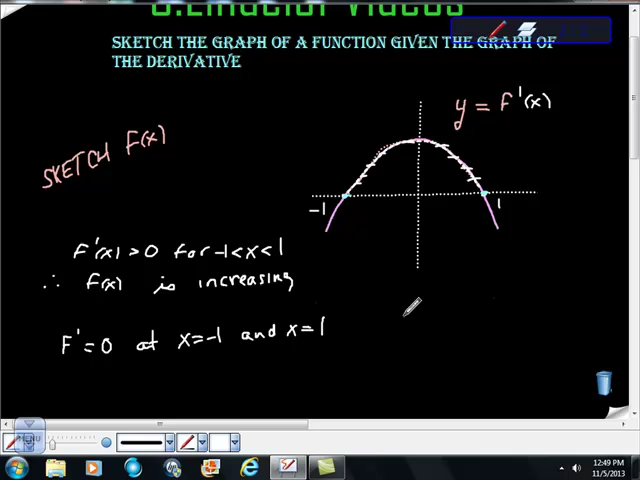 SKETCH THE GRAPH OF A FUNCTION GIVEN THE GRAPH OF
THE DERIVATIVE
y = F'(x)
SKETCH F(x)
-1
1
F'(x) > 0 for -1 < x < 1
∴ F(x) is increasing
F' = 0 at x = -1 and x = 1
MENU
12:49 PM
11/5/2013